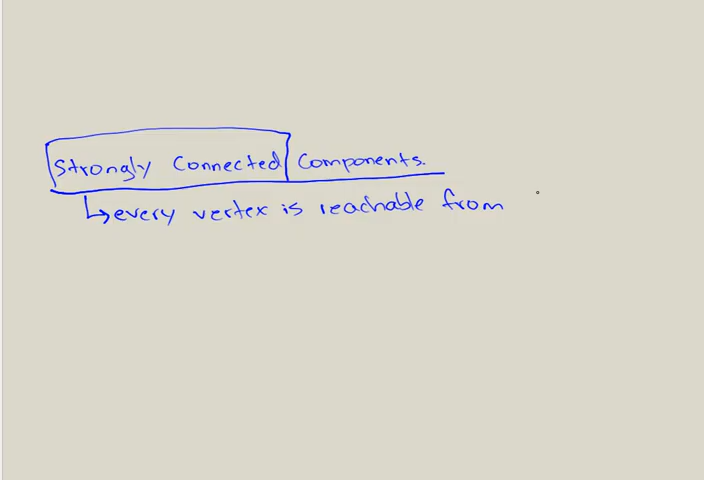 Strongly Connected Components.
↳ every vertex is reachable from